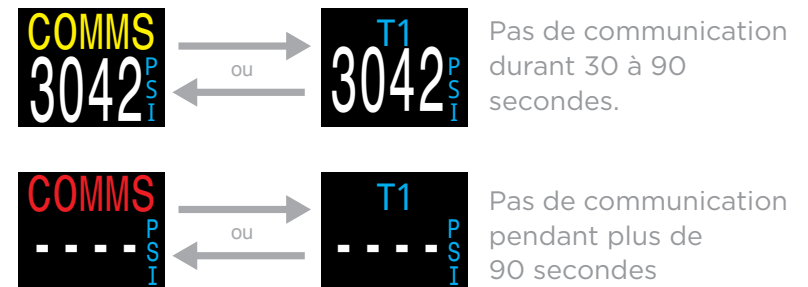 COMMS
3042 PSI
ou
T1
3042 PSI
Pas de communication
durant 30 à 90
secondes.
COMMS
---- PSI
ou
T1
---- PSI
Pas de communication
pendant plus de
90 secondes